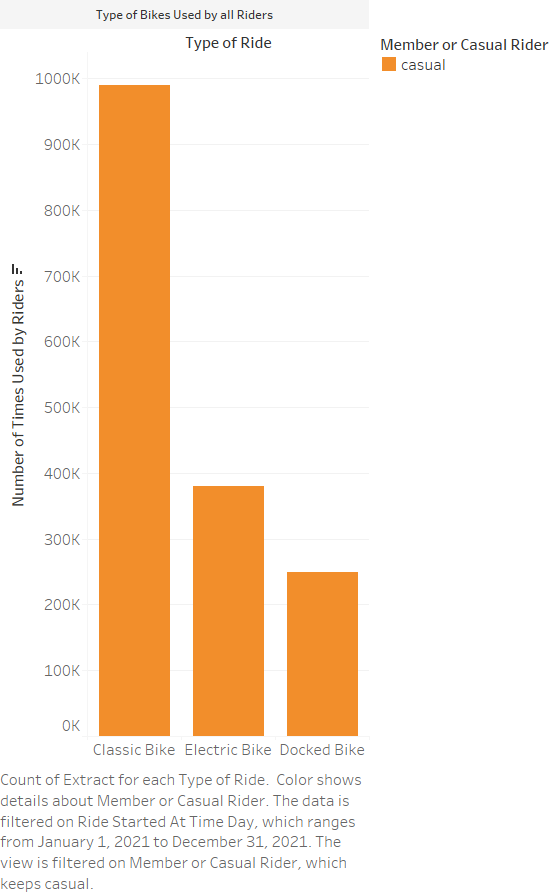 Type of Bikes Used by all Riders
Type of Ride
Member or Casual Rider
casual
Number of Times Used by Riders
1000K
900K
800K
700K
600K
500K
400K
300K
200K
100K
0K
Classic Bike Electric Bike Docked Bike
Count of Extract for each Type of Ride.  Color shows
details about Member or Casual Rider. The data is
filtered on Ride Started At Time Day, which ranges
from January 1, 2021 to December 31, 2021. The
view is filtered on Member or Casual Rider, which
keeps casual.